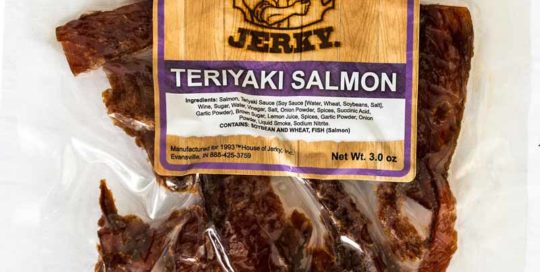 JERKY.
TERIYAKI SALMON
Ingredients: Salmon, Teriyaki Sauce (Soy Sauce [Water, Wheat, Soybeans, Salt],
Wine, Sugar, Water, Vinegar, Salt, Onion Powder, Spices, Succinic Acid,
Garlic Powder), Brown Sugar, Lemon Juice, Spices, Garlic Powder, Onion
Powder, Liquid Smoke, Sodium Nitrite.
CONTAINS: SOYBEAN AND WHEAT, FISH (Salmon)
Manufactured for 1993™House of Jerky, Inc.
Evansville, IN 888-425-3759
Net Wt. 3.0 oz